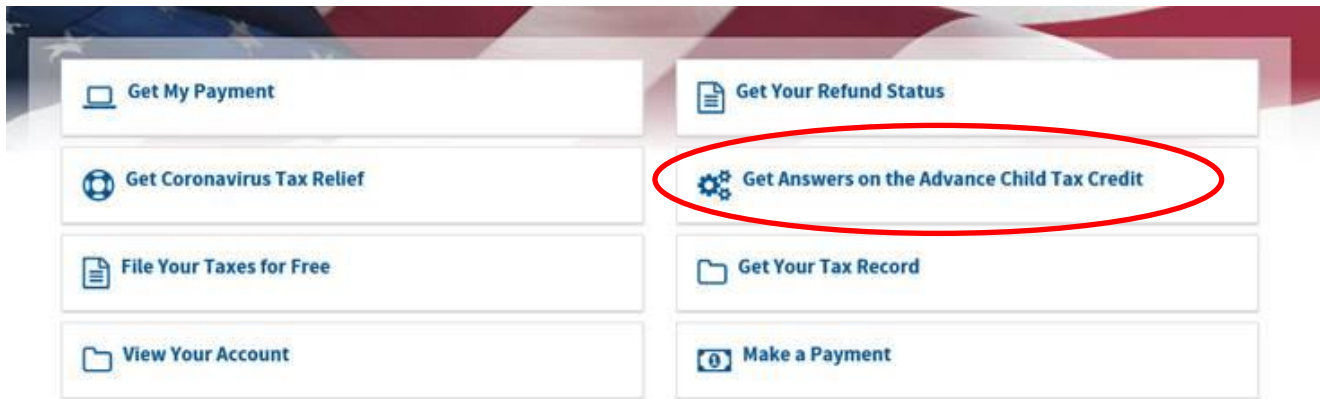 Get My Payment
Get Your Refund Status
Get Coronavirus Tax Relief
Get Answers on the Advance Child Tax Credit
File Your Taxes for Free
Get Your Tax Record
View Your Account
Make a Payment